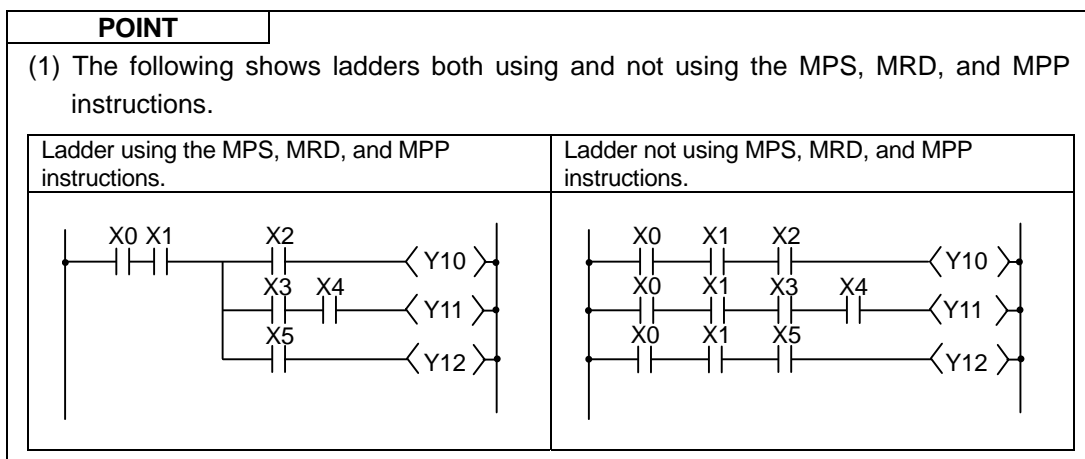 POINT
(1) The following shows ladders both using and not using the MPS, MRD, and MPP
instructions.
Ladder using the MPS, MRD, and MPP
instructions.
Ladder not using MPS, MRD, and MPP
instructions.
X0 X1 X2
Y10
X3 X4
Y11
X5
Y12
X0 X1 X2
Y10
X0 X1 X3 X4
Y11
X0 X1 X5
Y12